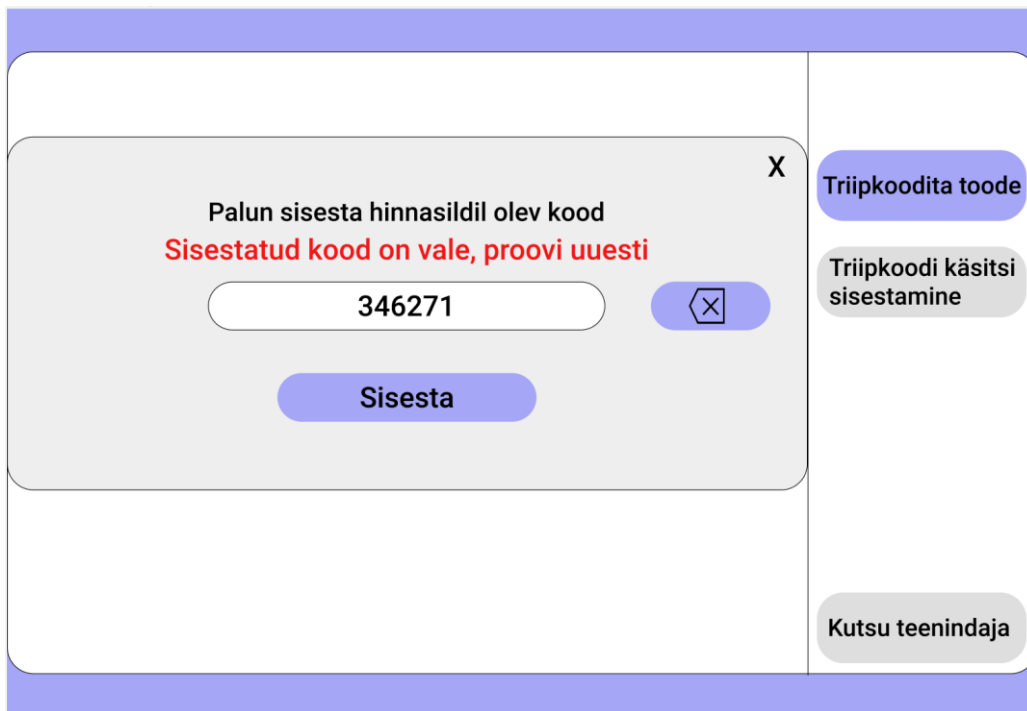 X
Palun sisesta hinnasildil olev kood
Sisestatud kood on vale, proovi uuesti
346271
Sisesta
Triipkoodita toode
Triipkoodi käsitsi
sisestamine
Kutsu teenindaja